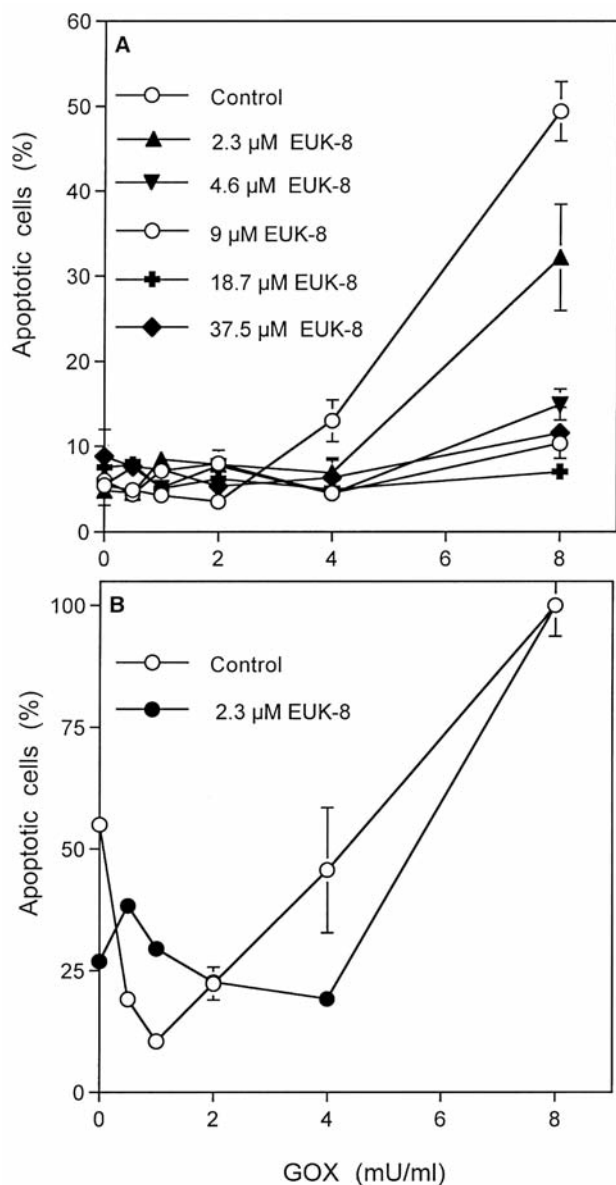 A
Apoptotic cells (%)
60
50
40
30
20
10
0
Control
2.3 µM EUK-8
4.6 µM EUK-8
9 µM EUK-8
18.7 µM EUK-8
37.5 µM EUK-8
0 2 4 6 8
B
Apoptotic cells (%)
100
75
50
25
0
Control
2.3 µM EUK-8
0 2 4 6 8
GOX (mU/ml)